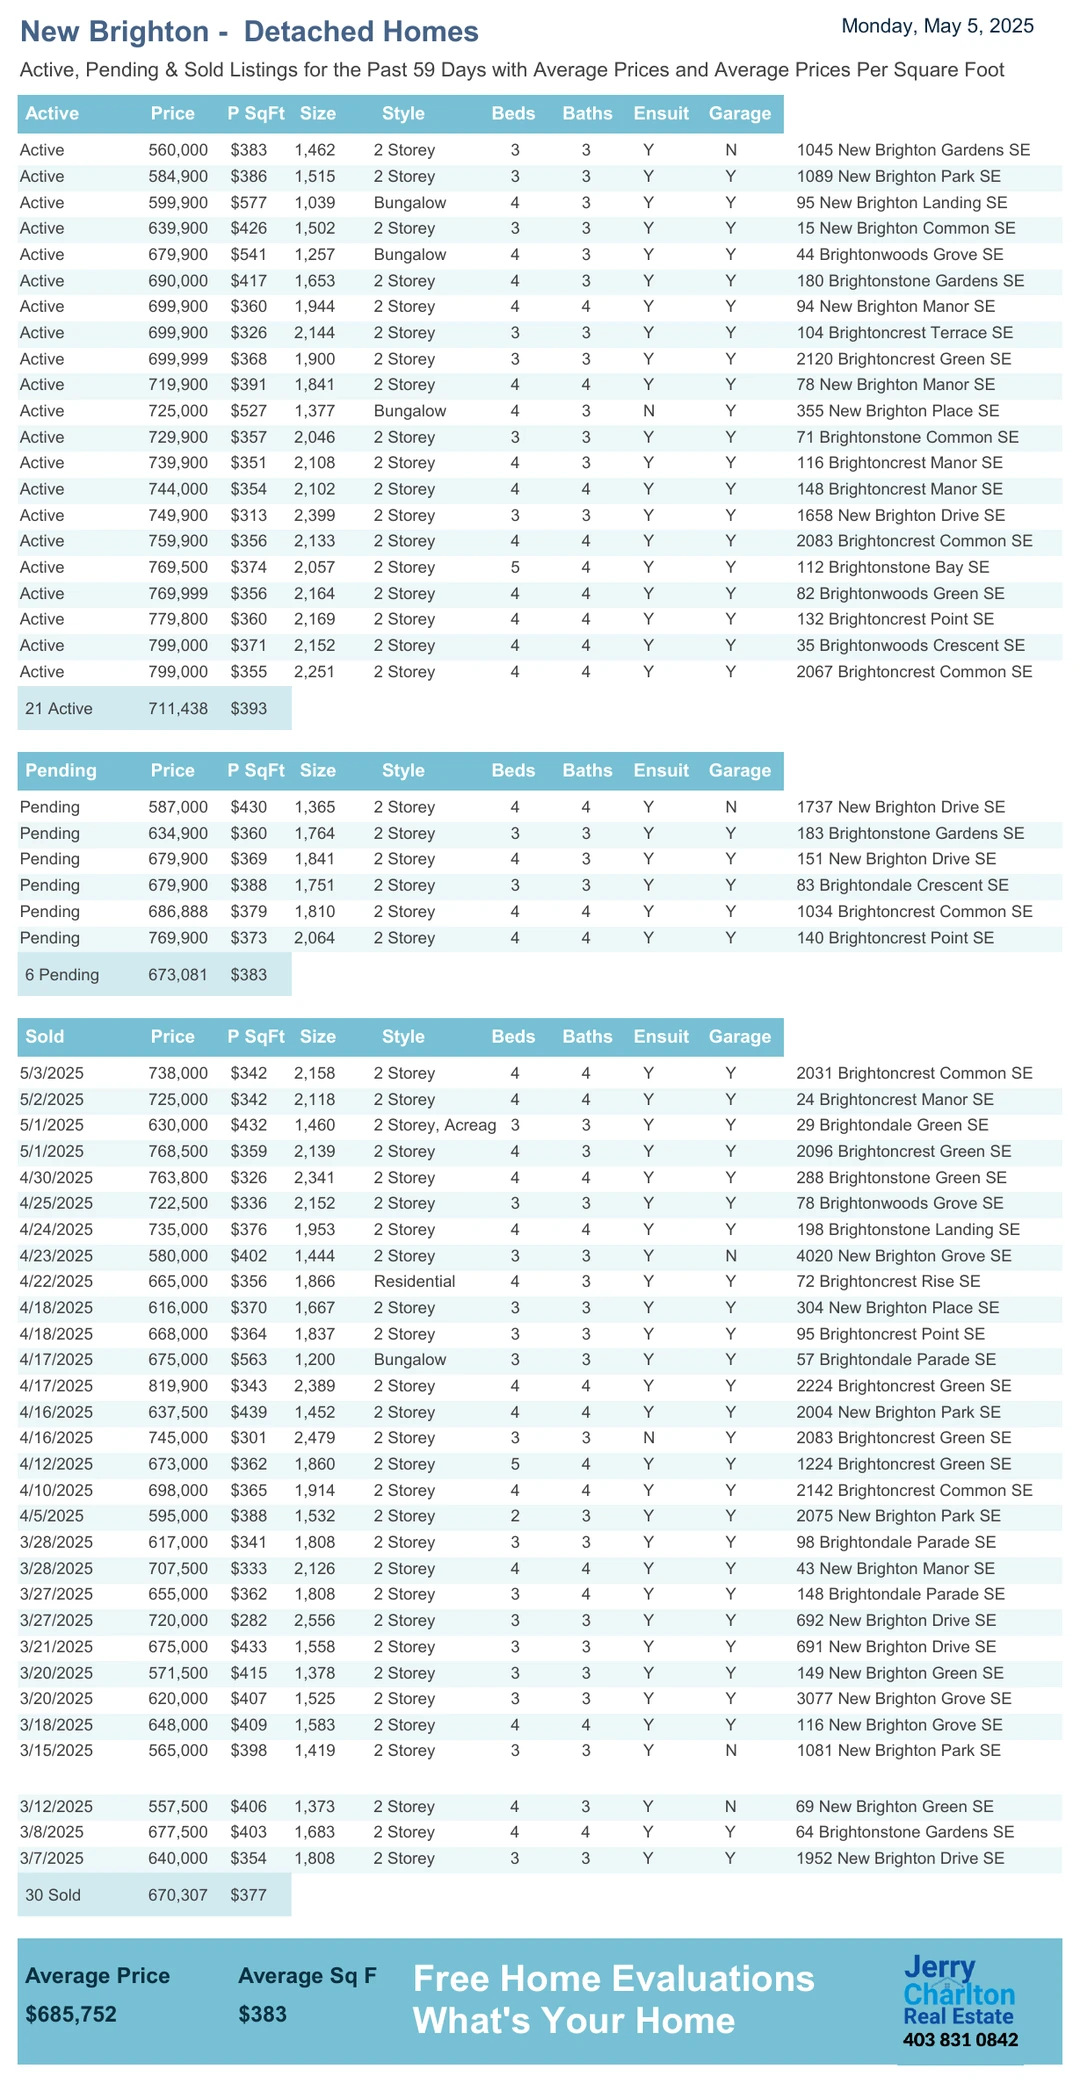 New Brighton - Detached Homes
Monday, May 5, 2025
Active, Pending & Sold Listings for the Past 59 Days with Average Prices and Average Prices Per Square Foot
Active Price P SqFt Size Style Beds Baths Ensuit Garage
Active 560,000 $383 1,462 2 Storey 3 3 Y N 1045 New Brighton Gardens SE
Active 584,900 $386 1,515 2 Storey 3 3 Y Y 1089 New Brighton Park SE
Active 599,900 $577 1,039 Bungalow 4 3 Y Y 95 New Brighton Landing SE
Active 639,900 $426 1,502 2 Storey 3 3 Y Y 15 New Brighton Common SE
Active 679,900 $541 1,257 Bungalow 4 3 Y Y 44 Brightonwoods Grove SE
Active 690,000 $417 1,653 2 Storey 4 3 Y Y 180 Brightonstone Gardens SE
Active 699,900 $360 1,944 2 Storey 4 4 Y Y 94 New Brighton Manor SE
Active 699,900 $326 2,144 2 Storey 3 3 Y Y 104 Brightoncrest Terrace SE
Active 699,999 $368 1,900 2 Storey 3 3 Y Y 2120 Brightoncrest Green SE
Active 719,900 $391 1,841 2 Storey 4 4 Y Y 78 New Brighton Manor SE
Active 725,000 $527 1,377 Bungalow 4 3 N Y 355 New Brighton Place SE
Active 729,900 $357 2,046 2 Storey 3 3 Y Y 71 Brightonstone Common SE
Active 739,900 $351 2,108 2 Storey 4 3 Y Y 116 Brightoncrest Manor SE
Active 744,000 $354 2,102 2 Storey 4 4 Y Y 148 Brightoncrest Manor SE
Active 749,900 $313 2,399 2 Storey 3 3 Y Y 1658 New Brighton Drive SE
Active 759,900 $356 2,133 2 Storey 4 4 Y Y 2083 Brightoncrest Common SE
Active 769,500 $374 2,057 2 Storey 5 4 Y Y 112 Brightonstone Bay SE
Active 769,999 $356 2,164 2 Storey 4 4 Y Y 82 Brightonwoods Green SE
Active 779,800 $360 2,169 2 Storey 4 4 Y Y 132 Brightoncrest Point SE
Active 799,000 $371 2,152 2 Storey 4 4 Y Y 35 Brightonwoods Crescent SE
Active 799,000 $355 2,251 2 Storey 4 4 Y Y 2067 Brightoncrest Common SE
21 Active 711,438 $393
Pending Price P SqFt Size Style Beds Baths Ensuit Garage
Pending 587,000 $430 1,365 2 Storey 4 4 Y N 1737 New Brighton Drive SE
Pending 634,900 $360 1,764 2 Storey 3 3 Y Y 183 Brightonstone Gardens SE
Pending 679,900 $369 1,841 2 Storey 4 3 Y Y 151 New Brighton Drive SE
Pending 679,900 $388 1,751 2 Storey 3 3 Y Y 83 Brightondale Crescent SE
Pending 686,888 $379 1,810 2 Storey 4 4 Y Y 1034 Brightoncrest Common SE
Pending 769,900 $373 2,064 2 Storey 4 4 Y Y 140 Brightoncrest Point SE
6 Pending 673,081 $383
Sold Price P SqFt Size Style Beds Baths Ensuit Garage
5/3/2025 738,000 $342 2,158 2 Storey 4 4 Y Y 2031 Brightoncrest Common SE
5/2/2025 725,000 $342 2,118 2 Storey 4 4 Y Y 24 Brightoncrest Manor SE
5/1/2025 630,000 $432 1,460 2 Storey, Acreag 3 3 Y Y 29 Brightondale Green SE
5/1/2025 768,500 $359 2,139 2 Storey 4 3 Y Y 2096 Brightoncrest Green SE
4/30/2025 763,800 $326 2,341 2 Storey 4 4 Y Y 288 Brightonstone Green SE
4/25/2025 722,500 $336 2,152 2 Storey 3 3 Y Y 78 Brightonwoods Grove SE
4/24/2025 735,000 $376 1,953 2 Storey 4 4 Y Y 198 Brightonstone Landing SE
4/23/2025 580,000 $402 1,444 2 Storey 3 3 Y N 4020 New Brighton Grove SE
4/22/2025 665,000 $356 1,866 Residential 4 3 Y Y 72 Brightoncrest Rise SE
4/18/2025 616,000 $370 1,667 2 Storey 3 3 Y Y 304 New Brighton Place SE
4/18/2025 668,000 $364 1,837 2 Storey 3 3 Y Y 95 Brightoncrest Point SE
4/17/2025 675,000 $563 1,200 Bungalow 3 3 Y Y 57 Brightondale Parade SE
4/17/2025 819,900 $343 2,389 2 Storey 4 4 Y Y 2224 Brightoncrest Green SE
4/16/2025 637,500 $439 1,452 2 Storey 4 4 Y Y 2004 New Brighton Park SE
4/16/2025 745,000 $301 2,479 2 Storey 3 3 N Y 2083 Brightoncrest Green SE
4/12/2025 673,000 $362 1,860 2 Storey 5 4 Y Y 1224 Brightoncrest Green SE
4/10/2025 698,000 $365 1,914 2 Storey 4 4 Y Y 2142 Brightoncrest Common SE
4/5/2025 595,000 $388 1,532 2 Storey 2 3 Y Y 2075 New Brighton Park SE
3/28/2025 617,000 $341 1,808 2 Storey 3 3 Y Y 98 Brightondale Parade SE
3/28/2025 707,500 $333 2,126 2 Storey 4 4 Y Y 43 New Brighton Manor SE
3/27/2025 655,000 $362 1,808 2 Storey 3 4 Y Y 148 Brightondale Parade SE
3/27/2025 720,000 $282 2,556 2 Storey 3 3 Y Y 692 New Brighton Drive SE
3/21/2025 675,000 $433 1,558 2 Storey 3 3 Y Y 691 New Brighton Drive SE
3/20/2025 571,500 $415 1,378 2 Storey 3 3 Y Y 149 New Brighton Green SE
3/20/2025 620,000 $407 1,525 2 Storey 3 3 Y Y 3077 New Brighton Grove SE
3/18/2025 648,000 $409 1,583 2 Storey 4 4 Y Y 116 New Brighton Grove SE
3/15/2025 565,000 $398 1,419 2 Storey 3 3 Y N 1081 New Brighton Park SE
3/12/2025 557,500 $406 1,373 2 Storey 4 3 Y N 69 New Brighton Green SE
3/8/2025 677,500 $403 1,683 2 Storey 4 4 Y Y 64 Brightonstone Gardens SE
3/7/2025 640,000 $354 1,808 2 Storey 3 3 Y Y 1952 New Brighton Drive SE
30 Sold 670,307 $377
Average Price Average Sq F
$685,752 $383
Free Home Evaluations
What's Your Home
Jerry
Charlton
Real Estate
403 831 0842